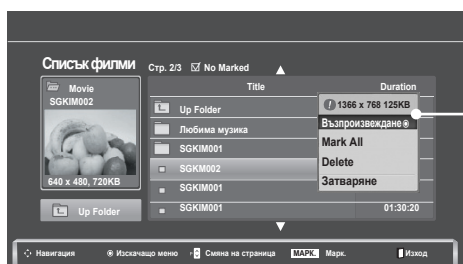 Списък филми
Стр. 2/3 ☑ No Marked
Movie
SGKIM002
640 x 480, 720KB
Up Folder
Title
Duration
Up Folder
Любима музика
SGKIM001
SGKM002
SGKIM001
SGKIM001
01:30:20
1366 x 768 125KB
Възпроизвеждане
Mark All
Delete
Затваряне
Навигация
Изскачащо меню
Смяна на страница
МАРК.
Марк.
Изход